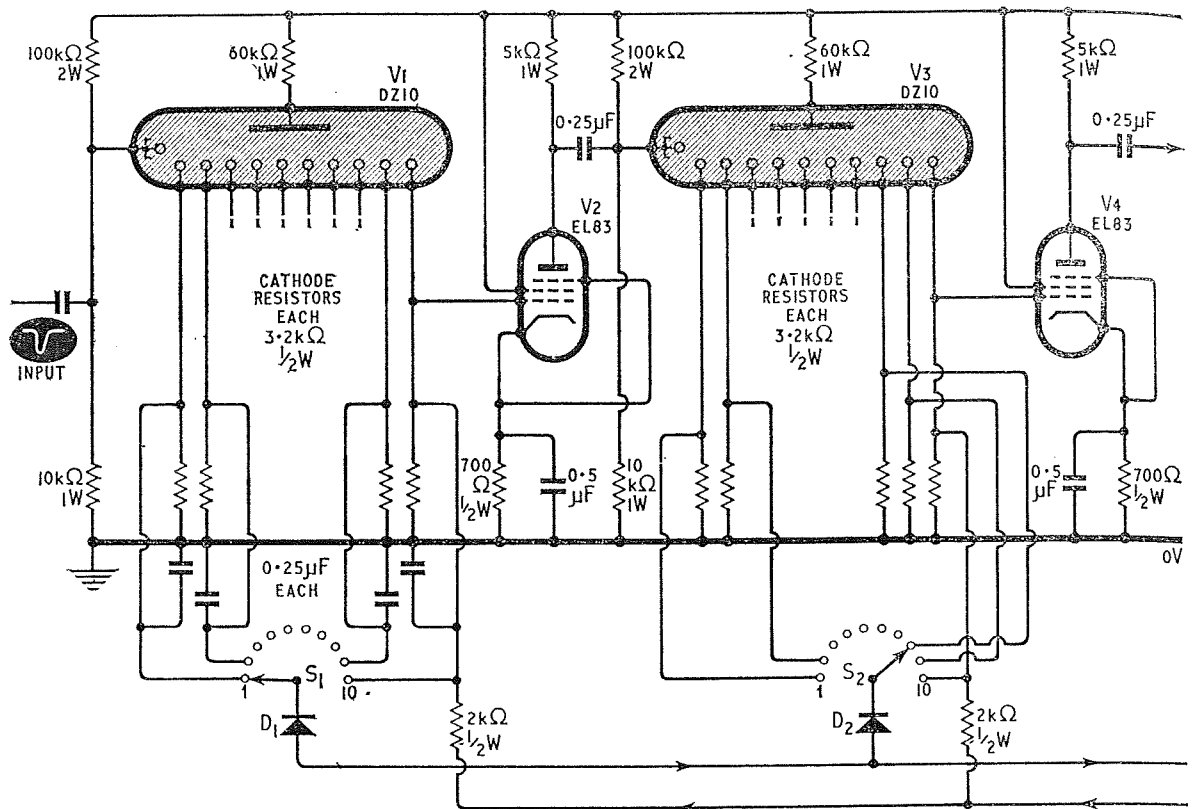 100kΩ
2W
60kΩ
1W
V1
DZ10
5kΩ
1W
100kΩ
2W
60kΩ
1W
V3
DZ10
5kΩ
1W
0·25μF
0·25μF
V2
EL83
V4
EL83
CATHODE
RESISTORS
EACH
3·2kΩ
1/2W
CATHODE
RESISTORS
EACH
3·2kΩ
1/2W
INPUT
10kΩ
1W
700
Ω
1/2W
0·5
μF
10
kΩ
1W
0·5
μF
700Ω
1/2W
0V
0·25μF
EACH
S1
1
10
S2
1
10
D1
2kΩ
1/2W
D2
2kΩ
1/2W